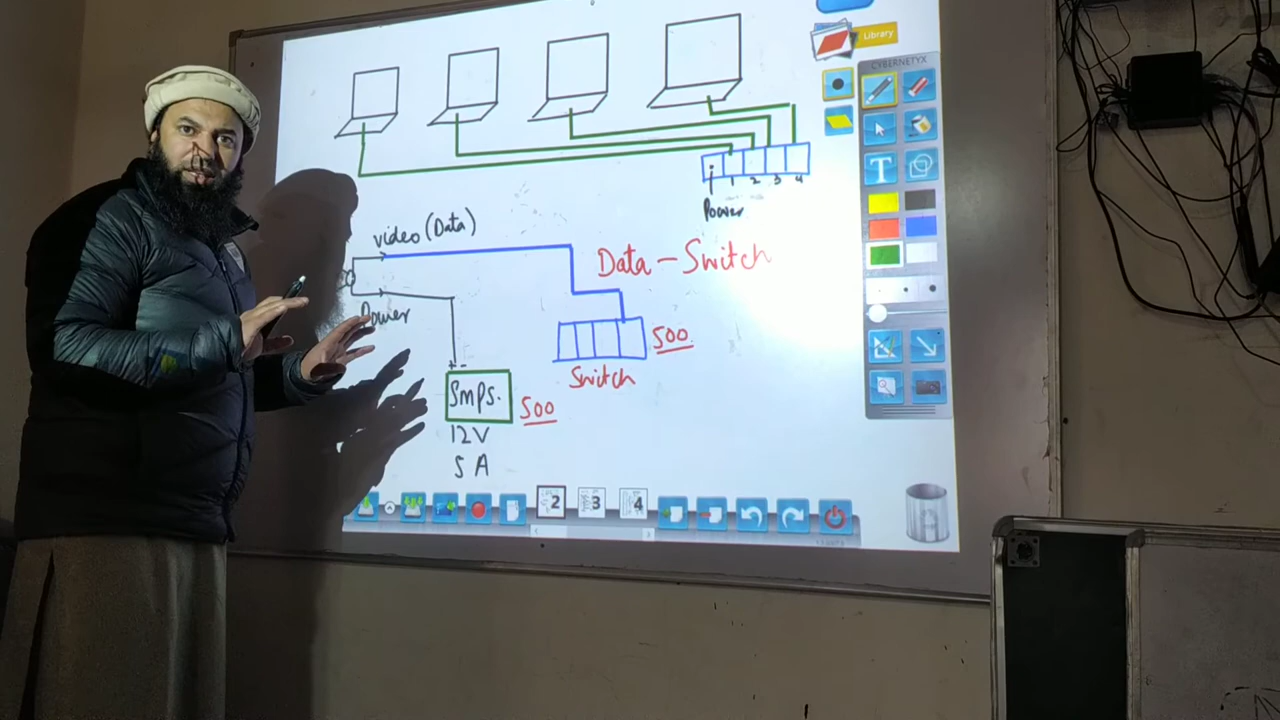 Library
CYBERNETYX
T
1 2 3 4
Power
video (Data)
Data - Switch
Power
500
Switch
+ -
SMPS.
500
12V
5 A
2 3 4